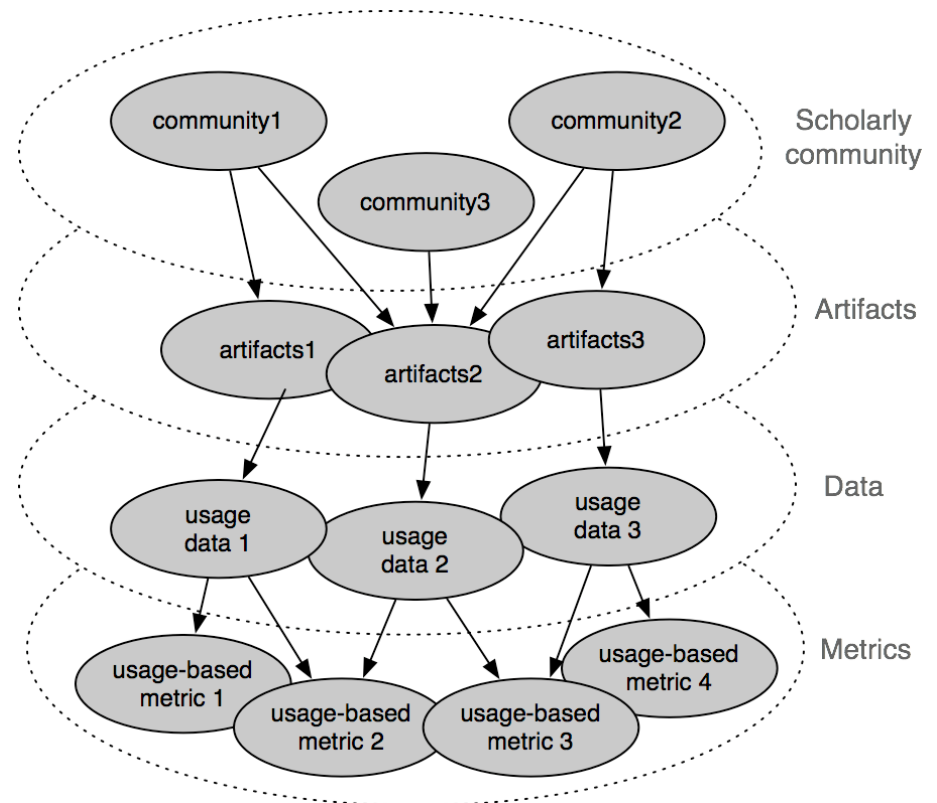 community1
community2
Scholarly
community
community3
Artifacts
artifacts1
artifacts2
artifacts3
Data
usage
data 1
usage
data 2
usage
data 3
Metrics
usage-based
metric 1
usage-based
metric 2
usage-based
metric 3
usage-based
metric 4